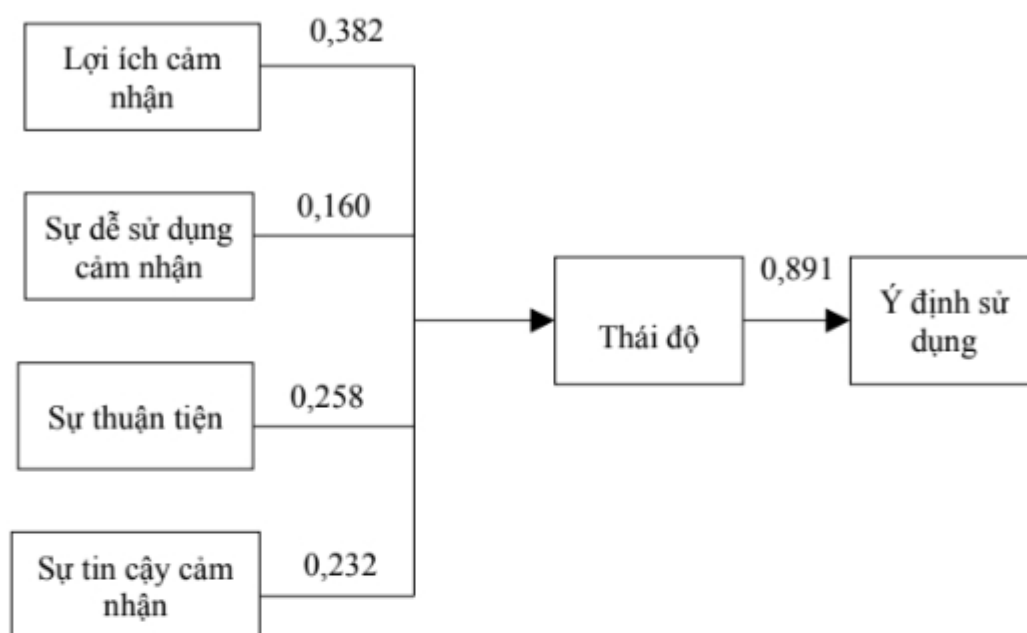 0,382
Lợi ích cảm
nhận
0,160
Sự dễ sử dụng
cảm nhận
0,258
Sự thuận tiện
0,232
Sự tin cậy cảm
nhận
Thái độ
0,891
Ý định sử
dụng